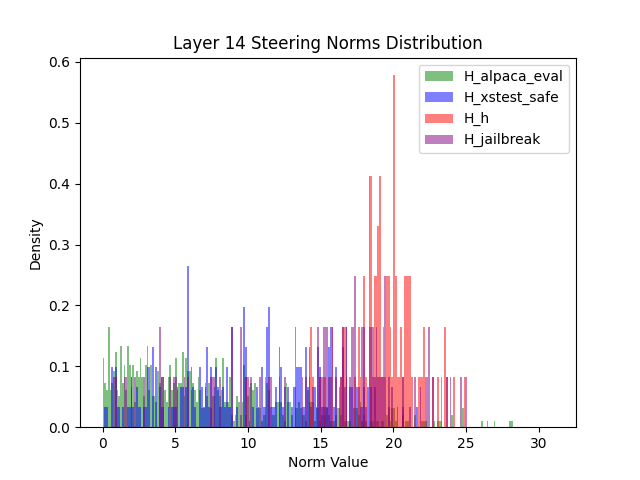 Layer 14 Steering Norms Distribution
0.6
0.5
0.4
0.3
0.2
0.1
0.0
Density
H_alpaca_eval
H_xstest_safe
H_h
H_jailbreak
0 5 10 15 20 25 30
Norm Value